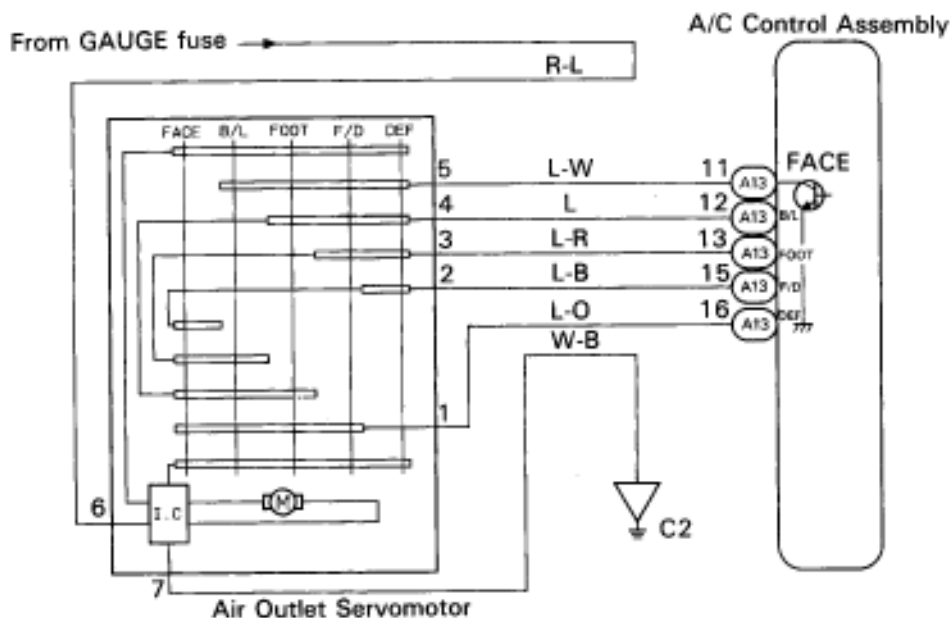 A/C Control Assembly
From GAUGE fuse
R-L
FACE B/L FOOT F/D DEF
5 L-W 11 A13 FACE
4 L 12 A13 B/L
3 L-R 13 A13 FOOT
2 L-B 15 A13 F/D
L-O 16 A13 DEF
W-B
1
6 I.C M
C2
7
Air Outlet Servomotor